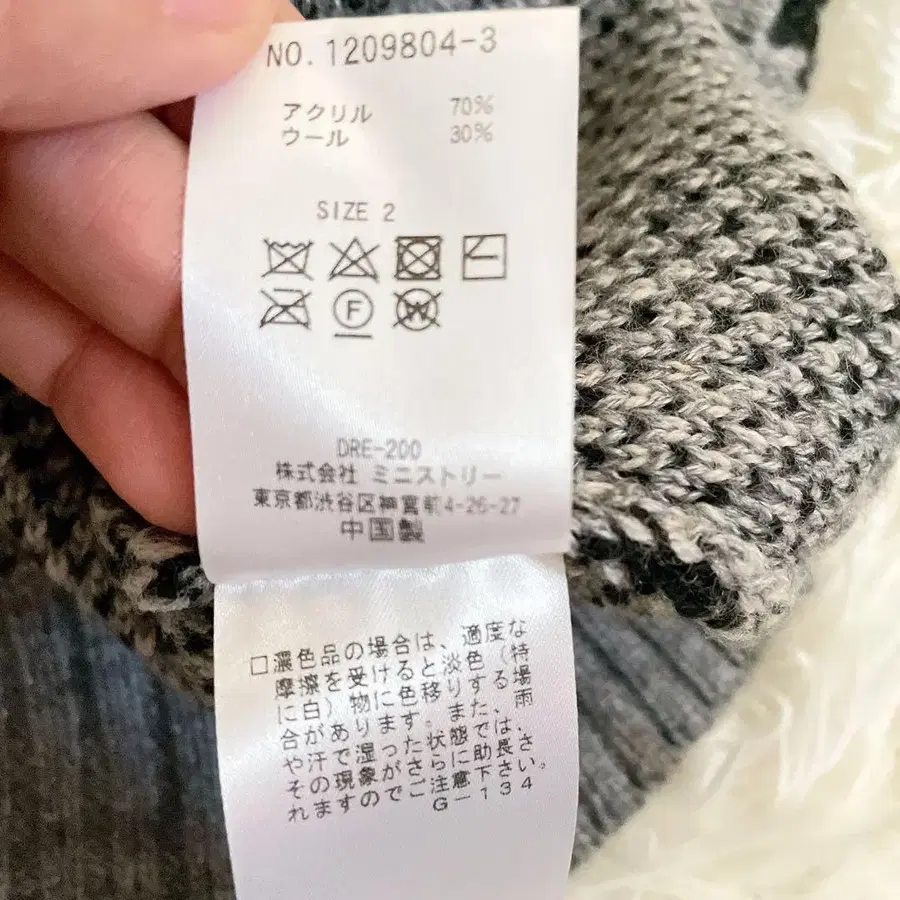 NO. 1209804-3
アクリル 70%
ウール 30%
SIZE 2
F
W
DRE-200
株式会社 ミニストリー
東京都渋谷区神宮前4-26-27
中国製
□濃色品の場合は、適度な
摩擦を受けると淡色(特
に白)物に色移りする場
合があります。また、雨
や汗で湿った状態では、
その現象がさらに助長さ
れますのでご注意下さい。
G-134